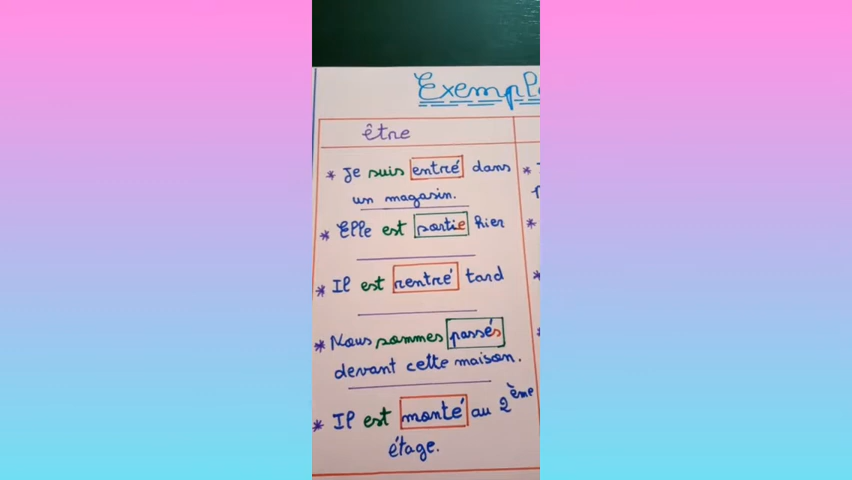 être
* Je suis entré dans
un magasin.
* Elle est partie hier
* Il est rentré tard
* Nous sommes passés
devant cette maison.
* Il est monté au 2ème
étage.